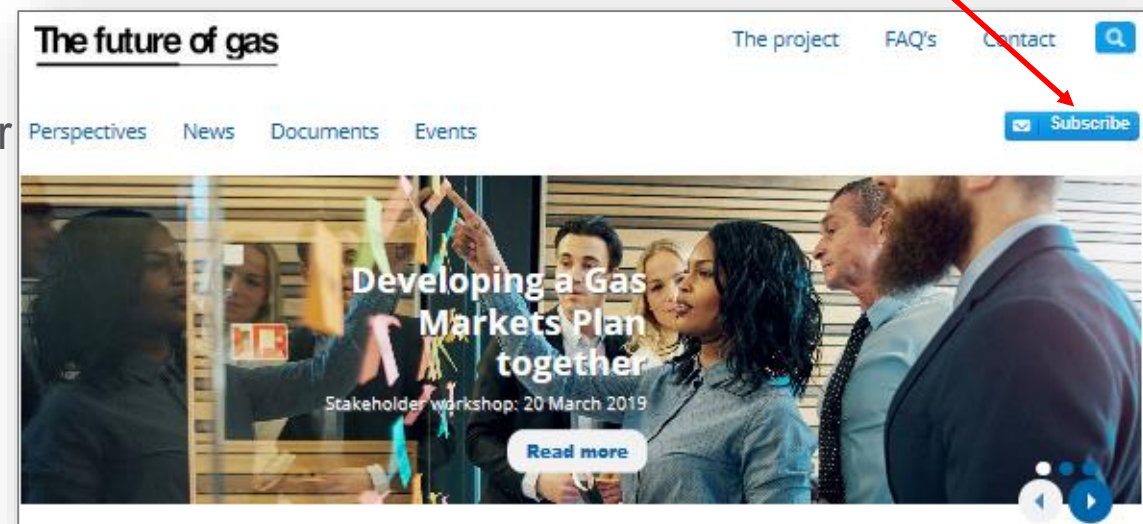 The future of gas
The project FAQ's Contact
r
Perspectives News Documents Events
Subscribe
Developing a Gas
Markets Plan
together
Stakeholder workshop: 20 March 2019
Read more